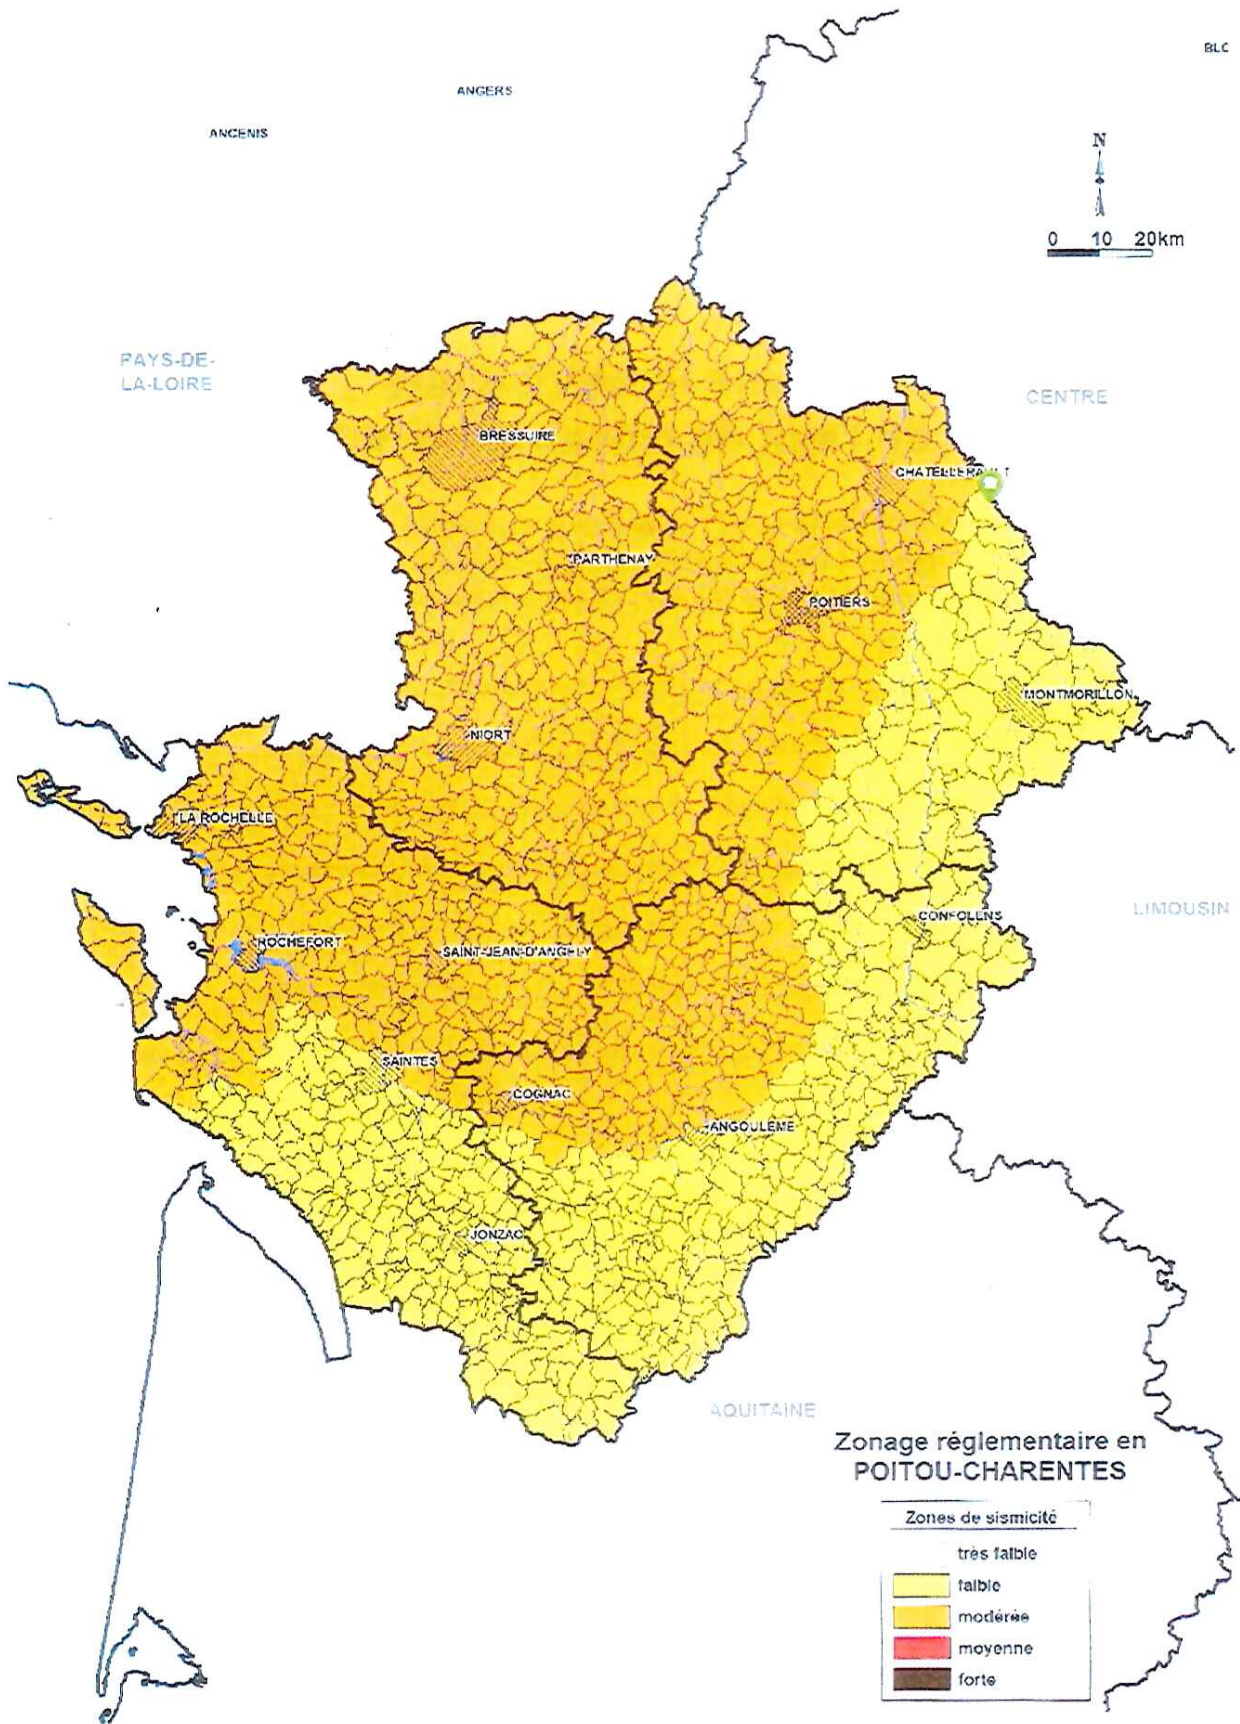 BLC
ANGERS
ANCENIS
N
0 10 20km
PAYS-DE-
LA-LOIRE
CENTRE
BRESSUIRE
CHATELLERAULT
PARTHENAY
POITIERS
MONTMORILLON
NIORT
LA ROCHELLE
LIMOUSIN
CONFOLENS
ROCHEFORT
SAINT-JEAN-D'ANGELY
SAINTES
COGNAC
ANGOULEME
JONZAC
AQUITAINE
Zonage réglementaire en
POITOU-CHARENTES
Zones de sismicité
très faible
faible
modérée
moyenne
forte